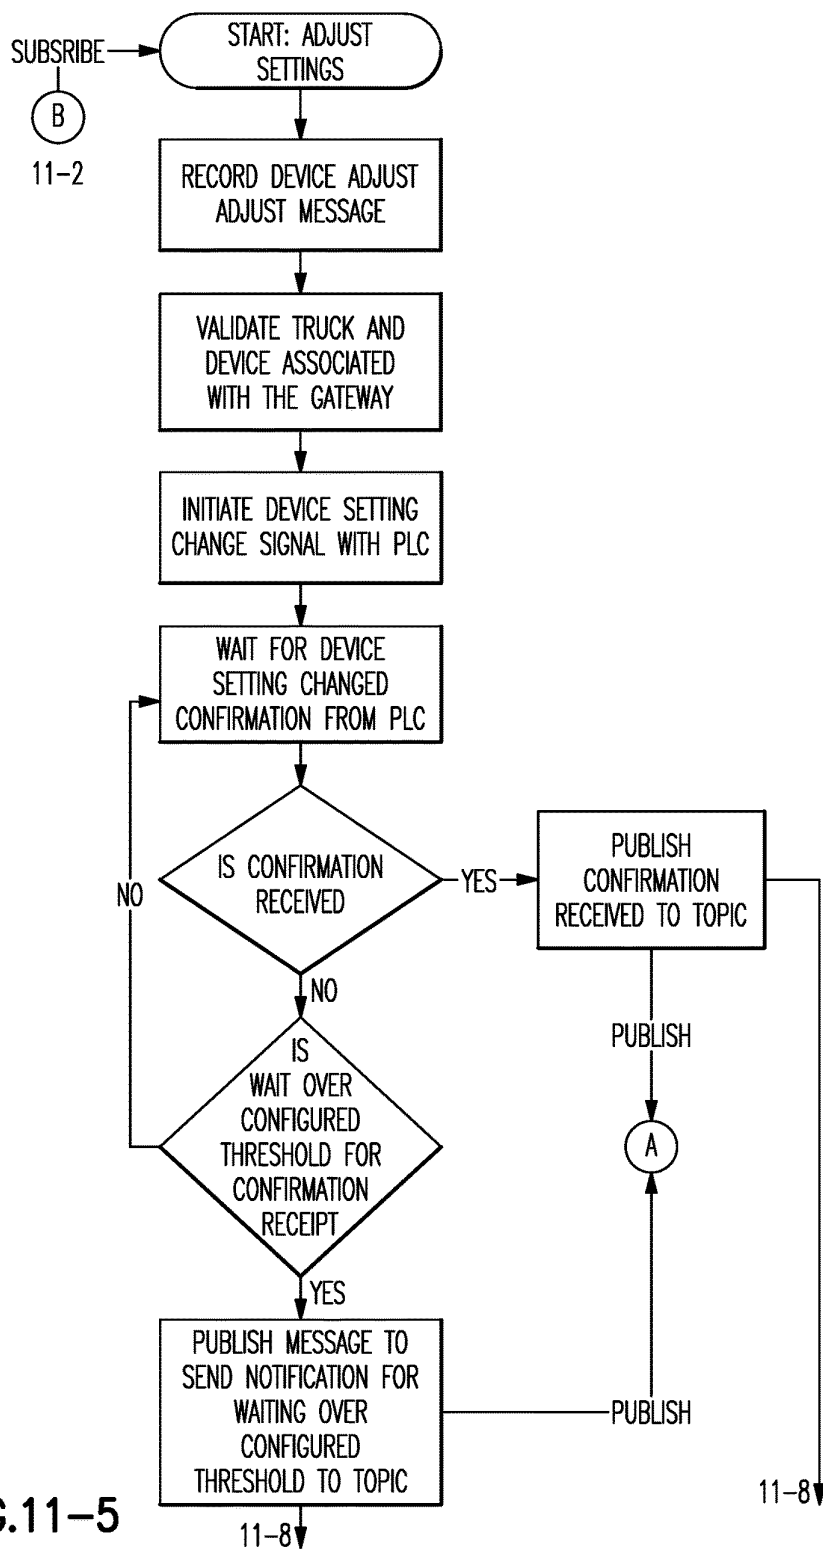 SUBSRIBE
START: ADJUST
SETTINGS
B
11-2
RECORD DEVICE ADJUST
ADJUST MESSAGE
VALIDATE TRUCK AND
DEVICE ASSOCIATED
WITH THE GATEWAY
INITIATE DEVICE SETTING
CHANGE SIGNAL WITH PLC
WAIT FOR DEVICE
SETTING CHANGED
CONFIRMATION FROM PLC
IS CONFIRMATION
RECEIVED
YES
PUBLISH
CONFIRMATION
RECEIVED TO TOPIC
NO
NO
PUBLISH
IS
WAIT OVER
CONFIGURED
THRESHOLD FOR
CONFIRMATION
RECEIPT
A
YES
PUBLISH MESSAGE TO
SEND NOTIFICATION FOR
WAITING OVER
CONFIGURED
THRESHOLD TO TOPIC
PUBLISH
11-8
G.11-5
11-8